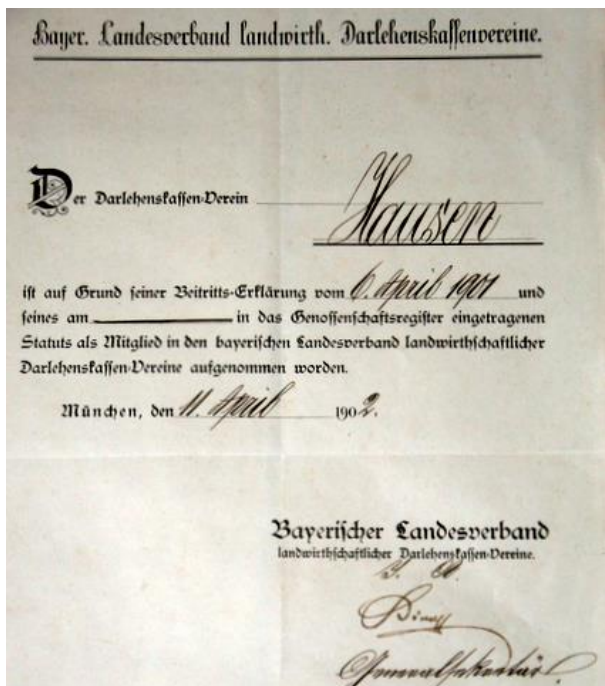 Bayer. Landesverband landwirth. Darlehenskassenvereine.
Der Darlehenskassen-Verein Hausen
ist auf Grund seiner Beitritts-Erklärung vom 6. April 1901 und
seines am in das Genossenschaftsregister eingetragenen
Statuts als Mitglied in den bayerischen Landesverband landwirthschaftlicher
Darlehenskassen-Vereine aufgenommen worden.
München, den 11. April 1902.
Bayerischer Landesverband
landwirthschaftlicher Darlehenskassen-Vereine.
Generalsekretär.